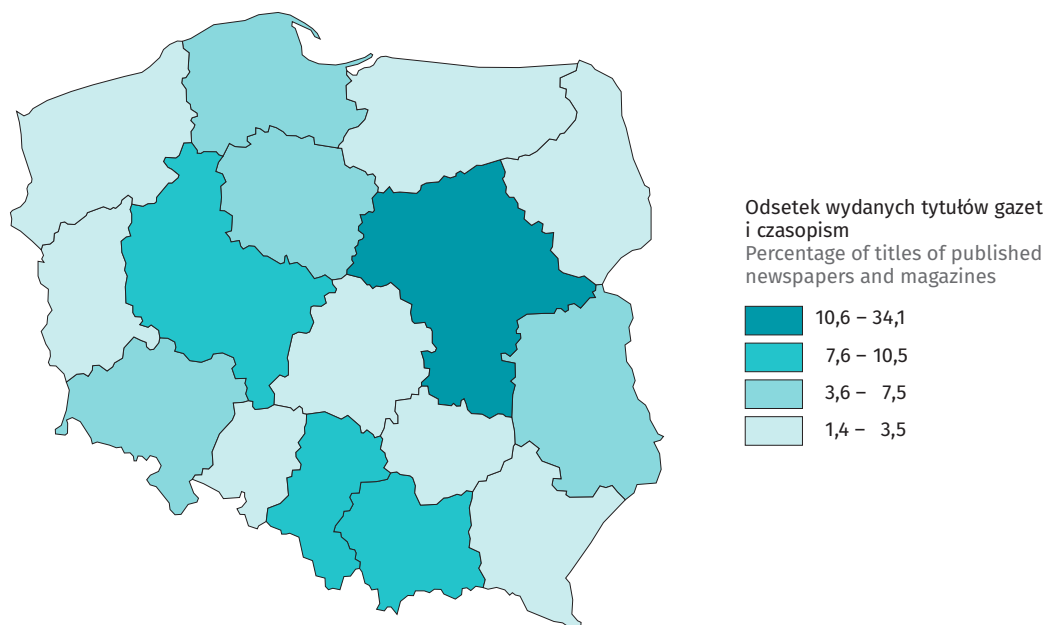 Odsetek wydanych tytułów gazet
i czasopism
Percentage of titles of published
newspapers and magazines
10,6 – 34,1
7,6 – 10,5
3,6 – 7,5
1,4 – 3,5